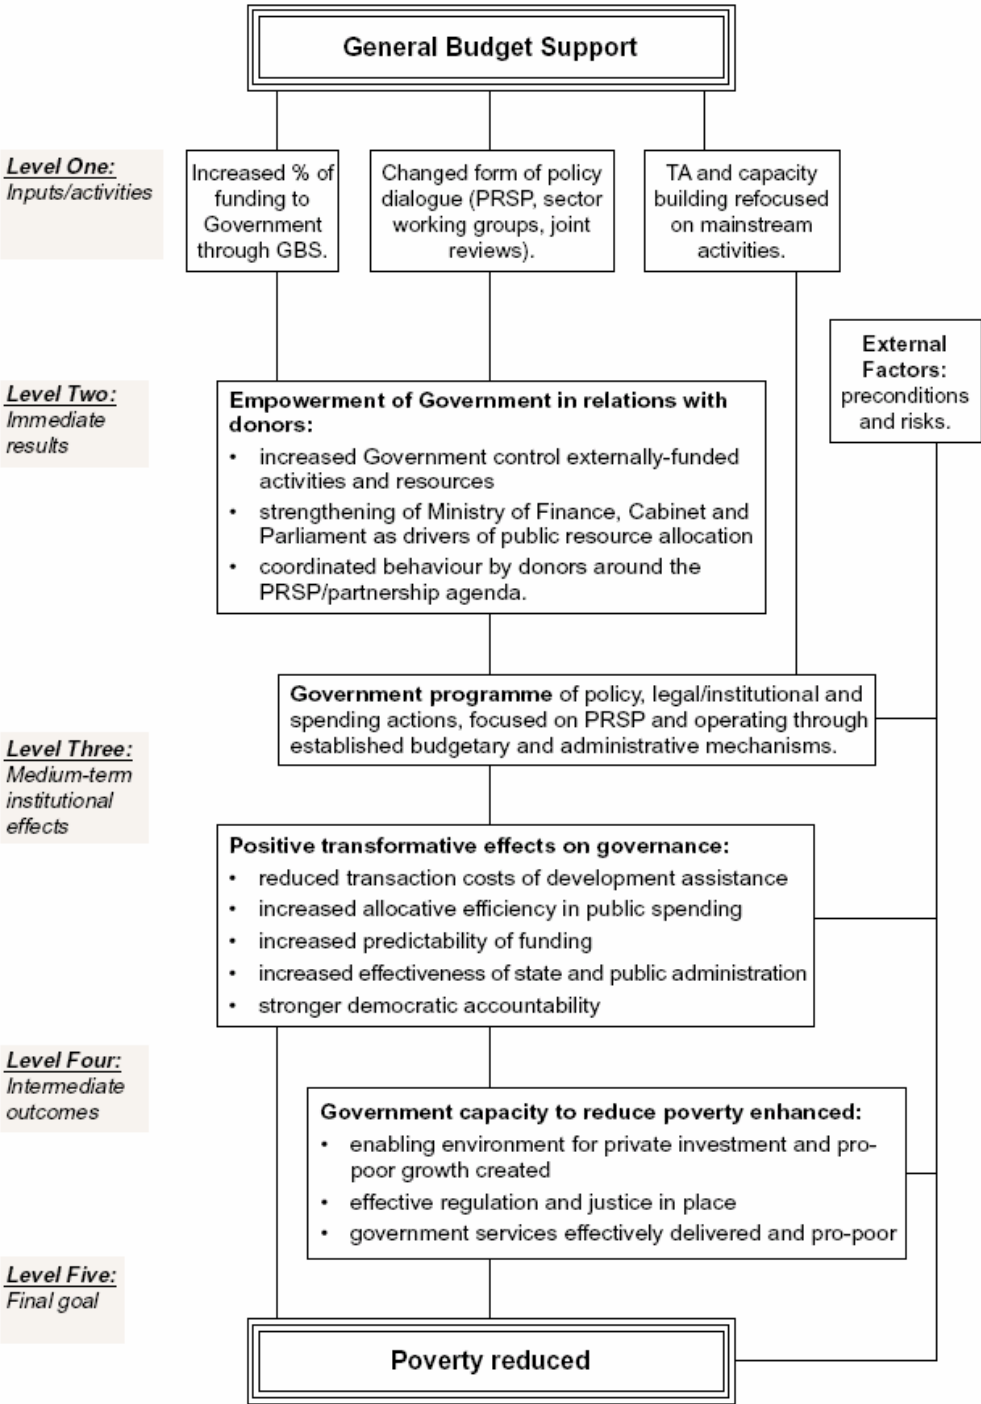 General Budget Support
Level One:
Inputs/activities
Increased % of
funding to
Government
through GBS.
Changed form of policy
dialogue (PRSP, sector
working groups, joint
reviews).
TA and capacity
building refocused
on mainstream
activities.
External
Factors:
preconditions
and risks.
Level Two:
Immediate
results
Empowerment of Government in relations with
donors:
• increased Government control externally-funded
activities and resources
• strengthening of Ministry of Finance, Cabinet and
Parliament as drivers of public resource allocation
• coordinated behaviour by donors around the
PRSP/partnership agenda.
Government programme of policy, legal/institutional and
spending actions, focused on PRSP and operating through
established budgetary and administrative mechanisms.
Level Three:
Medium-term
institutional
effects
Positive transformative effects on governance:
• reduced transaction costs of development assistance
• increased allocative efficiency in public spending
• increased predictability of funding
• increased effectiveness of state and public administration
• stronger democratic accountability
Level Four:
Intermediate
outcomes
Government capacity to reduce poverty enhanced:
• enabling environment for private investment and pro-
poor growth created
• effective regulation and justice in place
• government services effectively delivered and pro-poor
Level Five:
Final goal
Poverty reduced